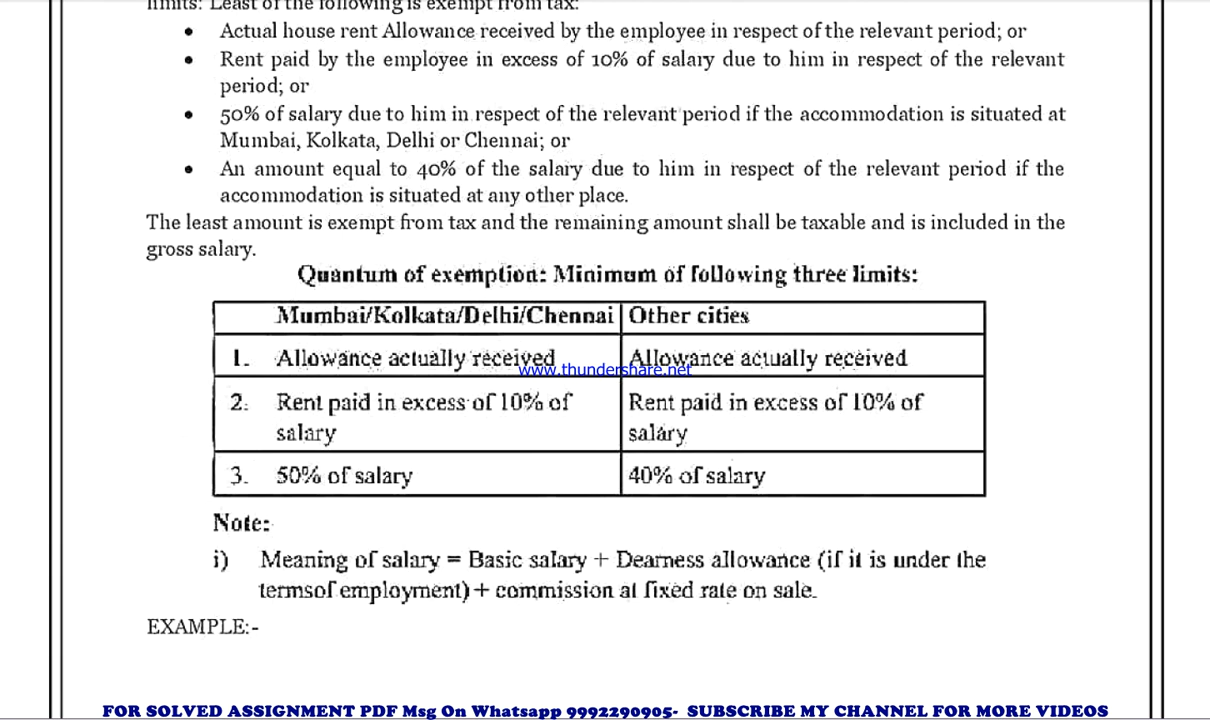 limits: Least of the following is exempt from tax:
• Actual house rent Allowance received by the employee in respect of the relevant period; or
• Rent paid by the employee in excess of 10% of salary due to him in respect of the relevant
period; or
• 50% of salary due to him in respect of the relevant period if the accommodation is situated at
Mumbai, Kolkata, Delhi or Chennai; or
• An amount equal to 40% of the salary due to him in respect of the relevant period if the
accommodation is situated at any other place.
The least amount is exempt from tax and the remaining amount shall be taxable and is included in the
gross salary.
Quantum of exemption: Minimum of following three limits:
Mumbai/Kolkata/Delhi/Chennai Other cities
1. Allowance actually received Allowance actually received
www.thundershare.net
2. Rent paid in excess of 10% of Rent paid in excess of 10% of
salary salary
3. 50% of salary 40% of salary
Note:
i) Meaning of salary = Basic salary + Dearness allowance (if it is under the
termsof employment) + commission at fixed rate on sale.
EXAMPLE:-
FOR SOLVED ASSIGNMENT PDF Msg On Whatsapp 9992290905- SUBSCRIBE MY CHANNEL FOR MORE VIDEOS